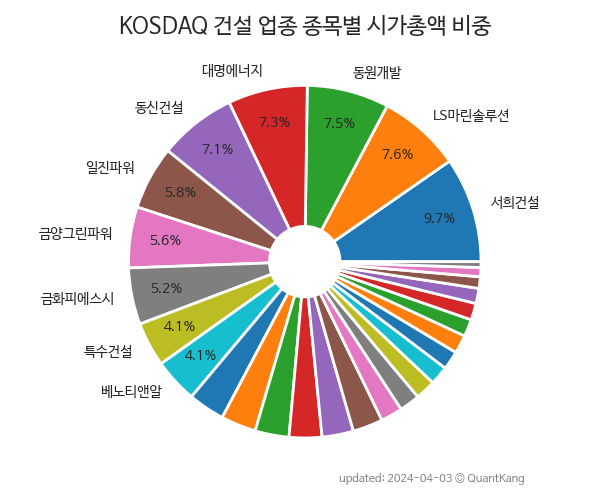 KOSDAQ 건설 업종 종목별 시가총액 비중
서희건설
9.7%
LS마린솔루션
7.6%
동원개발
7.5%
대명에너지
7.3%
동신건설
7.1%
일진파워
5.8%
금양그린파워
5.6%
금화피에스시
5.2%
특수건설
4.1%
베노티앤알
4.1%
updated: 2024-04-03 © QuantKang